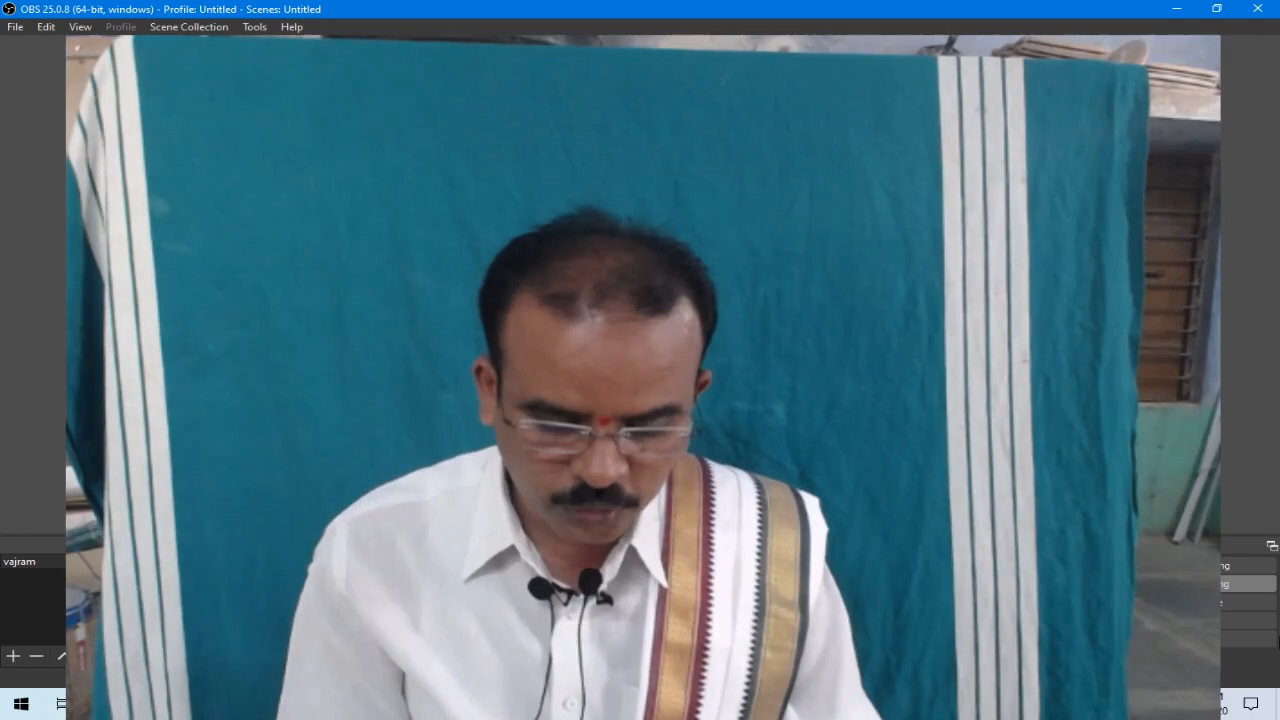 OBS 25.0.8 (64-bit, windows) - Profile: Untitled - Scenes: Untitled
File Edit View Profile Scene Collection Tools Help
vajram